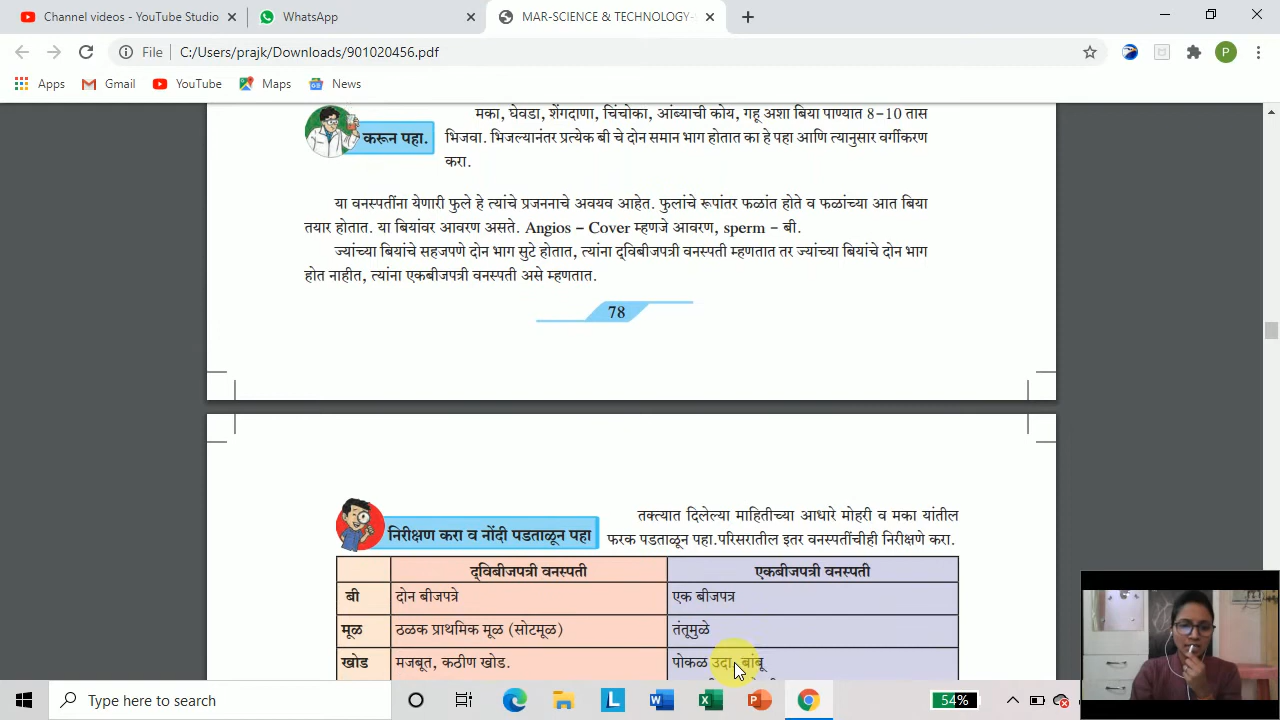 Channel videos - YouTube Studio
WhatsApp
MAR-SCIENCE & TECHNOLOGY-
File
C:/Users/prajk/Downloads/901020456.pdf
P
Apps
Gmail
YouTube
Maps
News
मका, घेवडा, शेंगदाणा, चिंचोका, आंब्याची कोय, गहू अशा बिया पाण्यात 8-10 तास
करून पहा.
भिजवा. भिजल्यानंतर प्रत्येक बी चे दोन समान भाग होतात का हे पहा आणि त्यानुसार वर्गीकरण
करा.
या वनस्पतींना येणारी फुले हे त्यांचे प्रजननाचे अवयव आहेत. फुलांचे रूपांतर फळांत होते व फळांच्या आत बिया
तयार होतात. या बियांवर आवरण असते. Angios – Cover म्हणजे आवरण, sperm - बी.
ज्यांच्या बियांचे सहजपणे दोन भाग सुटे होतात, त्यांना द्विबीजपत्री वनस्पती म्हणतात तर ज्यांच्या बियांचे दोन भाग
होत नाहीत, त्यांना एकबीजपत्री वनस्पती असे म्हणतात.
78
तक्त्यात दिलेल्या माहितीच्या आधारे मोहरी व मका यांतील
निरीक्षण करा व नोंदी पडताळून पहा
फरक पडताळून पहा.परिसरातील इतर वनस्पतींचीही निरीक्षणे करा.
द्विबीजपत्री वनस्पती
एकबीजपत्री वनस्पती
बी
दोन बीजपत्रे
एक बीजपत्र
मूळ
ठळक प्राथमिक मूळ (सोटमूळ)
तंतूमुळे
खोड
मजबूत, कठीण खोड.
पोकळ उदा. बांबू
Type here to search
L
54%